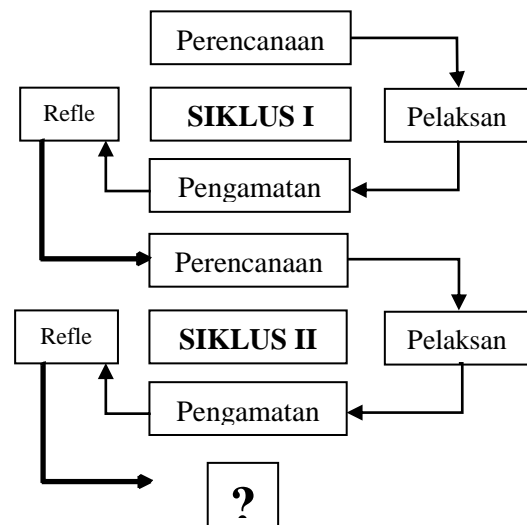 Perencanaan
Refle
SIKLUS I
Pelaksan
Pengamatan
Perencanaan
Refle
SIKLUS II
Pelaksan
Pengamatan
?